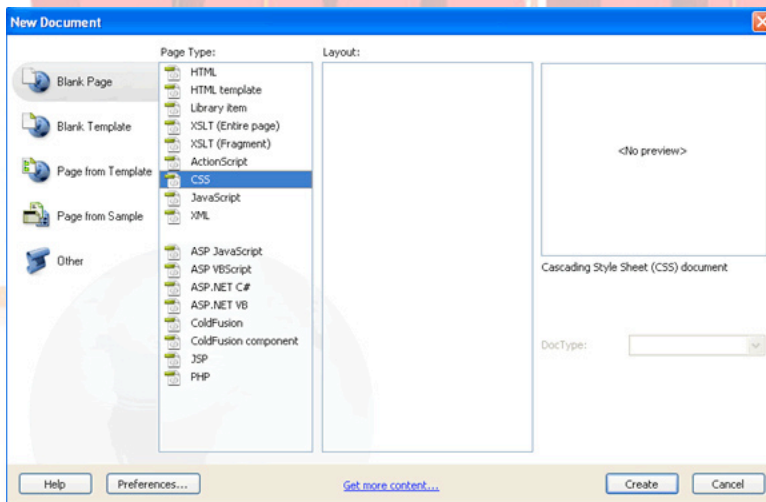 New Document
Page Type:
Layout:
Blank Page
Blank Template
Page from Template
Page from Sample
Other
HTML
HTML template
Library item
XSLT (Entire page)
XSLT (Fragment)
ActionScript
CSS
JavaScript
XML
ASP JavaScript
ASP VBScript
ASP.NET C#
ASP.NET VB
ColdFusion
ColdFusion component
JSP
PHP
<No preview>
Cascading Style Sheet (CSS) document
DocType:
Help
Preferences...
Get more content...
Create
Cancel